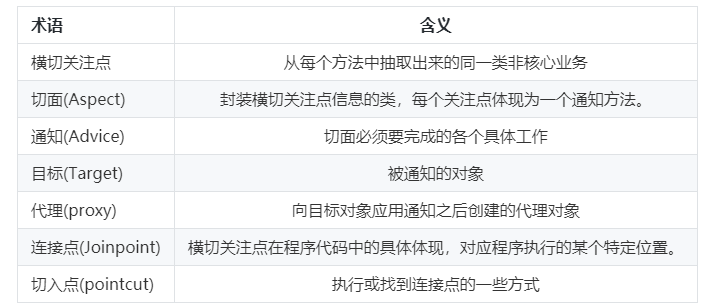 术语 含义
横切关注点 从每个方法中抽取出来的同一类非核心业务
切面(Aspect) 封装横切关注点信息的类，每个关注点体现为一个通知方法。
通知(Advice) 切面必须要完成的各个具体工作
目标(Target) 被通知的对象
代理(proxy) 向目标对象应用通知之后创建的代理对象
连接点(Joinpoint) 横切关注点在程序代码中的具体体现，对应程序执行的某个特定位置。
切入点(pointcut) 执行或找到连接点的一些方式